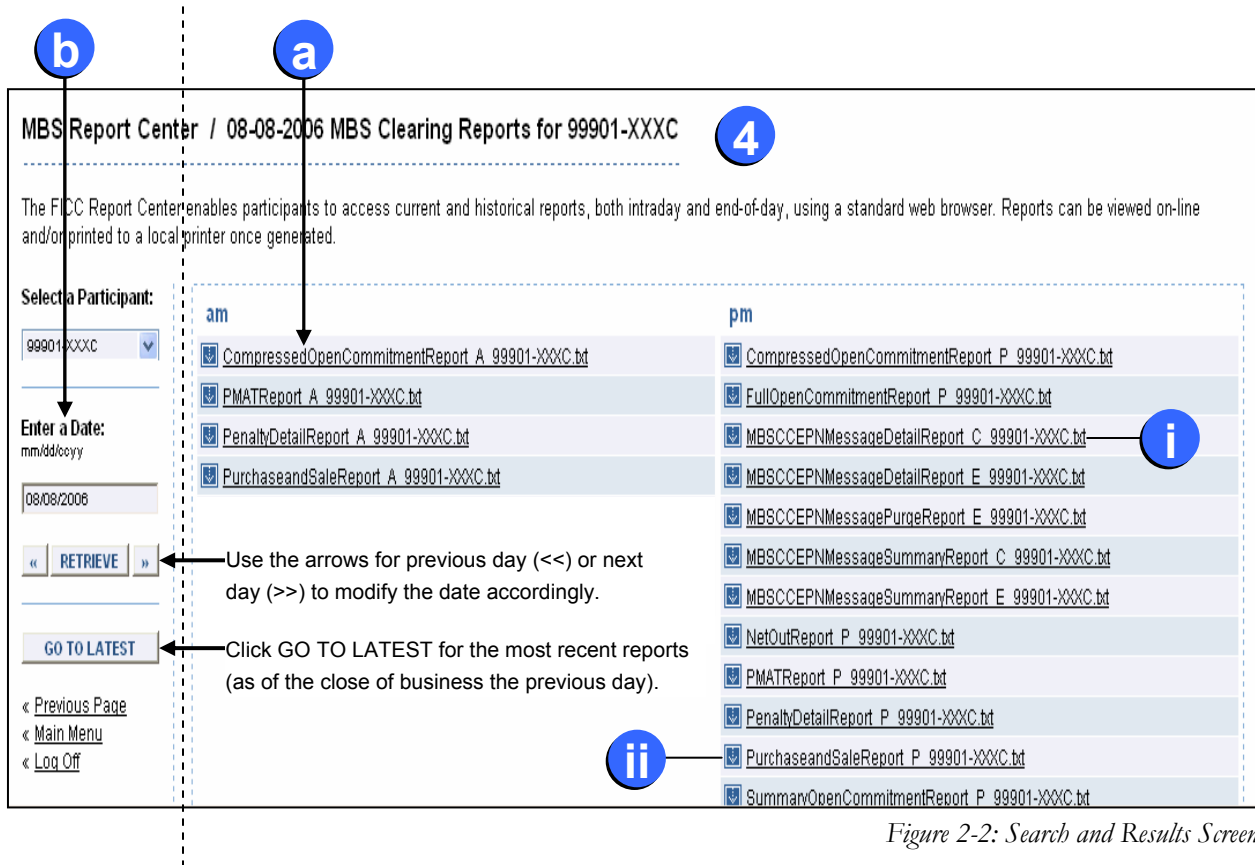 b
a
MBS Report Center / 08-08-2006 MBS Clearing Reports for 99901-XXXC
4
The FICC Report Center enables participants to access current and historical reports, both intraday and end-of-day, using a standard web browser. Reports can be viewed on-line
and/or printed to a local printer once generated.
Select a Participant:
99901-XXXC
Enter a Date:
mm/dd/ccyy
08/08/2006
« RETRIEVE »
GO TO LATEST
« Previous Page
« Main Menu
« Log Off
am
CompressedOpenCommitmentReport_A_99901-XXXC.txt
PMATReport_A_99901-XXXC.txt
PenaltyDetailReport_A_99901-XXXC.txt
PurchaseandSaleReport_A_99901-XXXC.txt
Use the arrows for previous day (<<) or next
day (>>) to modify the date accordingly.
Click GO TO LATEST for the most recent reports
(as of the close of business the previous day).
pm
CompressedOpenCommitmentReport_P_99901-XXXC.txt
FullOpenCommitmentReport_P_99901-XXXC.txt
MBSCCEPNMessageDetailReport_C_99901-XXXC.txt
i
MBSCCEPNMessageDetailReport_E_99901-XXXC.txt
MBSCCEPNMessagePurgeReport_E_99901-XXXC.txt
MBSCCEPNMessageSummaryReport_C_99901-XXXC.txt
MBSCCEPNMessageSummaryReport_E_99901-XXXC.txt
NetOutReport_P_99901-XXXC.txt
PMATReport_P_99901-XXXC.txt
PenaltyDetailReport_P_99901-XXXC.txt
ii
PurchaseandSaleReport_P_99901-XXXC.txt
SummaryOpenCommitmentReport_P_99901-XXXC.txt
Figure 2-2: Search and Results Screen